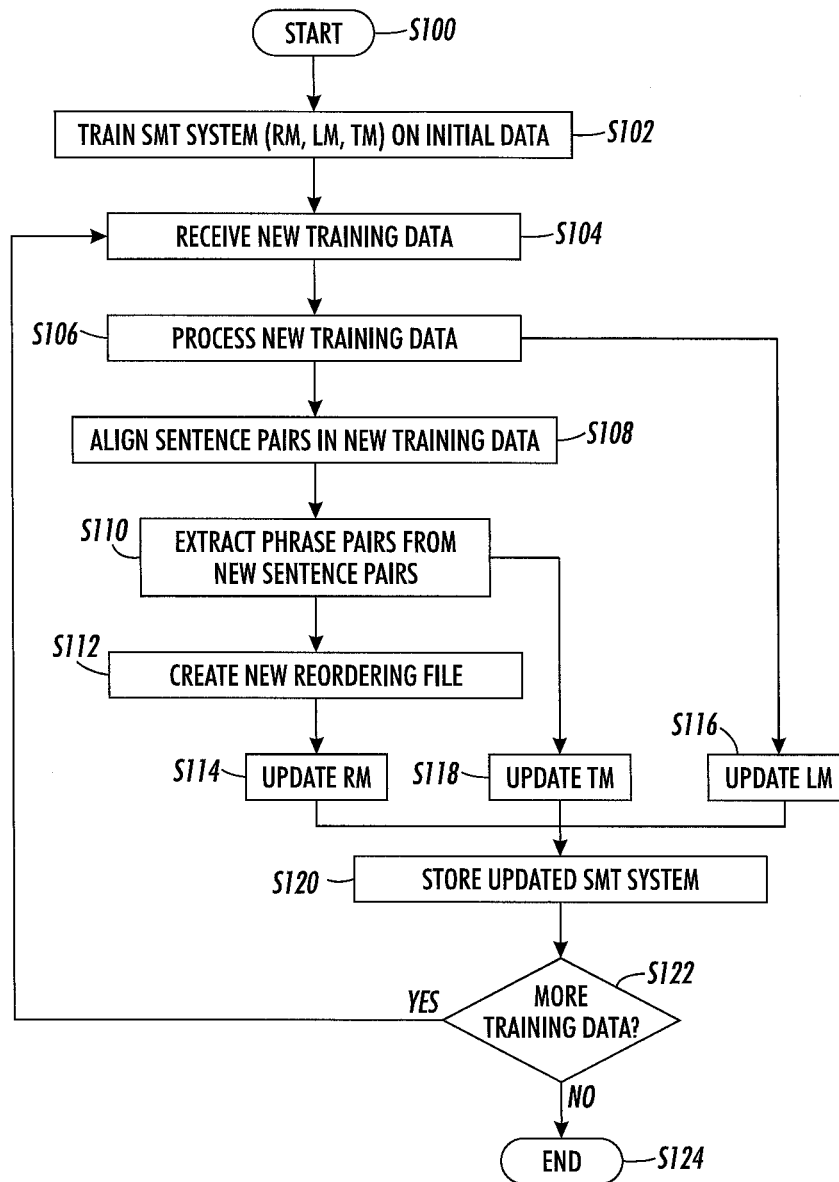 START
S100
TRAIN SMT SYSTEM (RM, LM, TM) ON INITIAL DATA
S102
RECEIVE NEW TRAINING DATA
S104
S106
PROCESS NEW TRAINING DATA
ALIGN SENTENCE PAIRS IN NEW TRAINING DATA
S108
S110
EXTRACT PHRASE PAIRS FROM
NEW SENTENCE PAIRS
S112
CREATE NEW REORDERING FILE
S114
UPDATE RM
S118
UPDATE TM
S116
UPDATE LM
S120
STORE UPDATED SMT SYSTEM
S122
YES
MORE
TRAINING DATA?
NO
END
S124